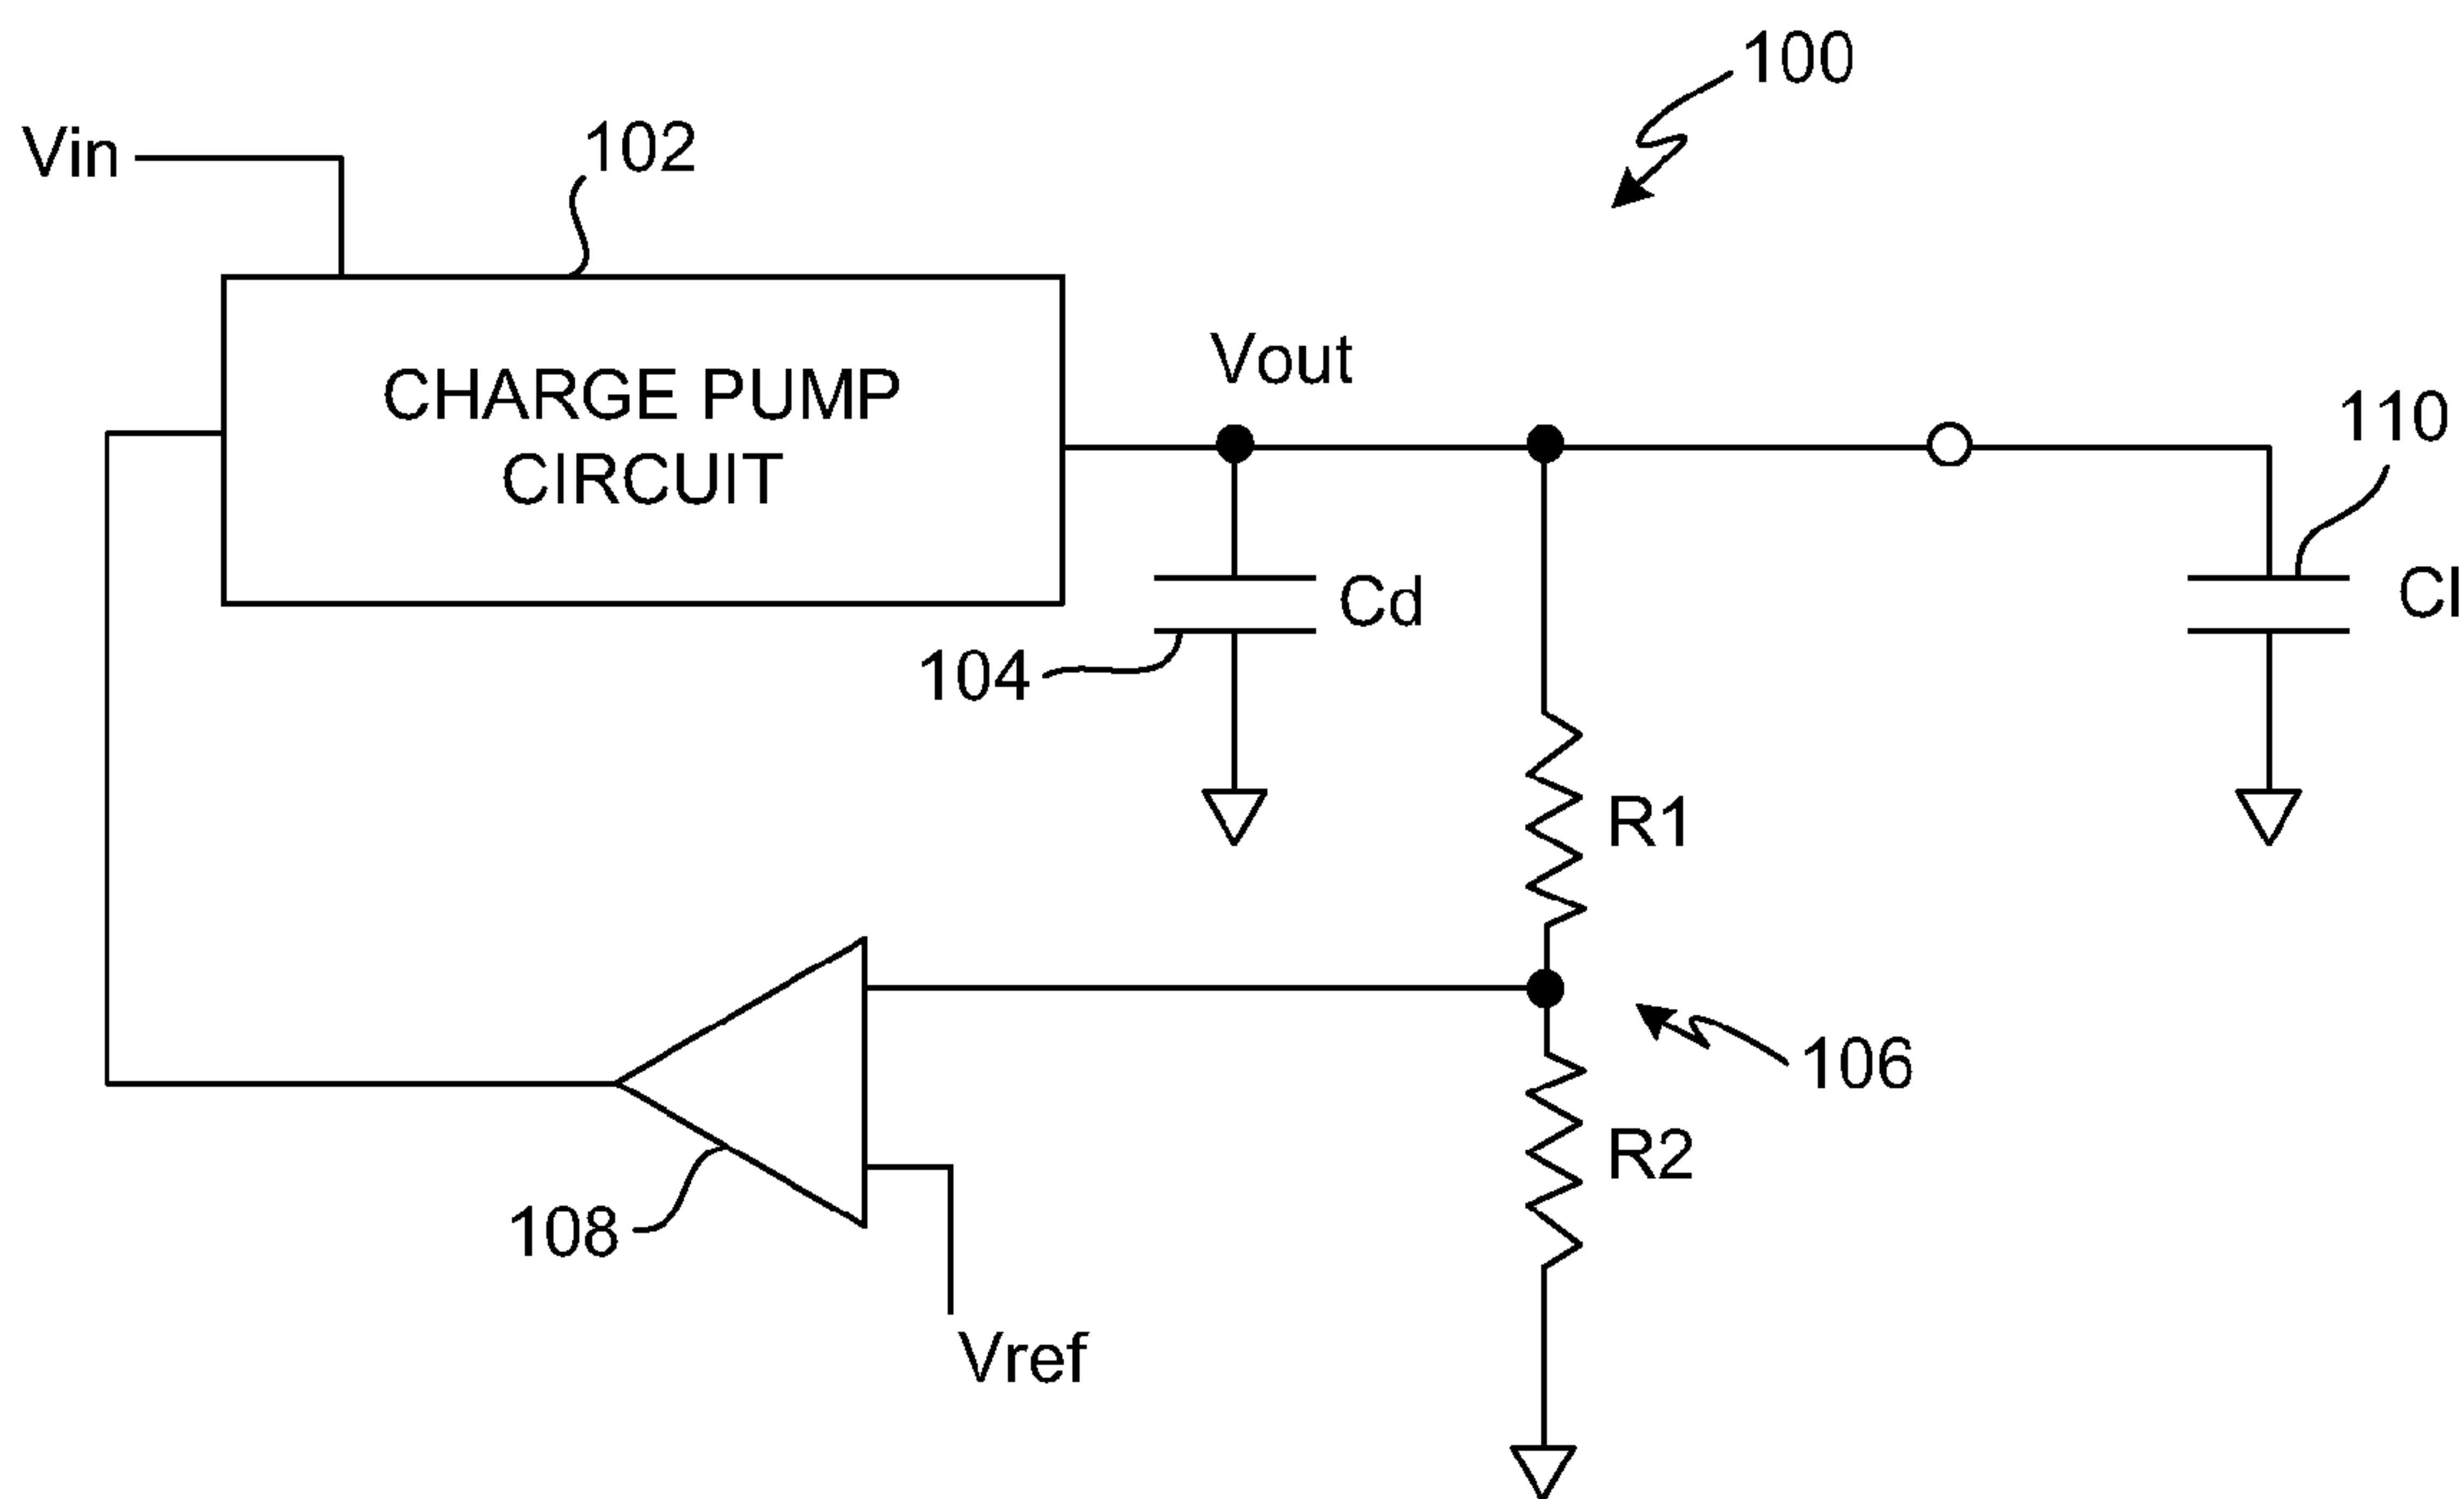 100
Vin
102
CHARGE PUMP
CIRCUIT
Vout
110
Cd
Cl
104
R1
106
R2
108
Vref